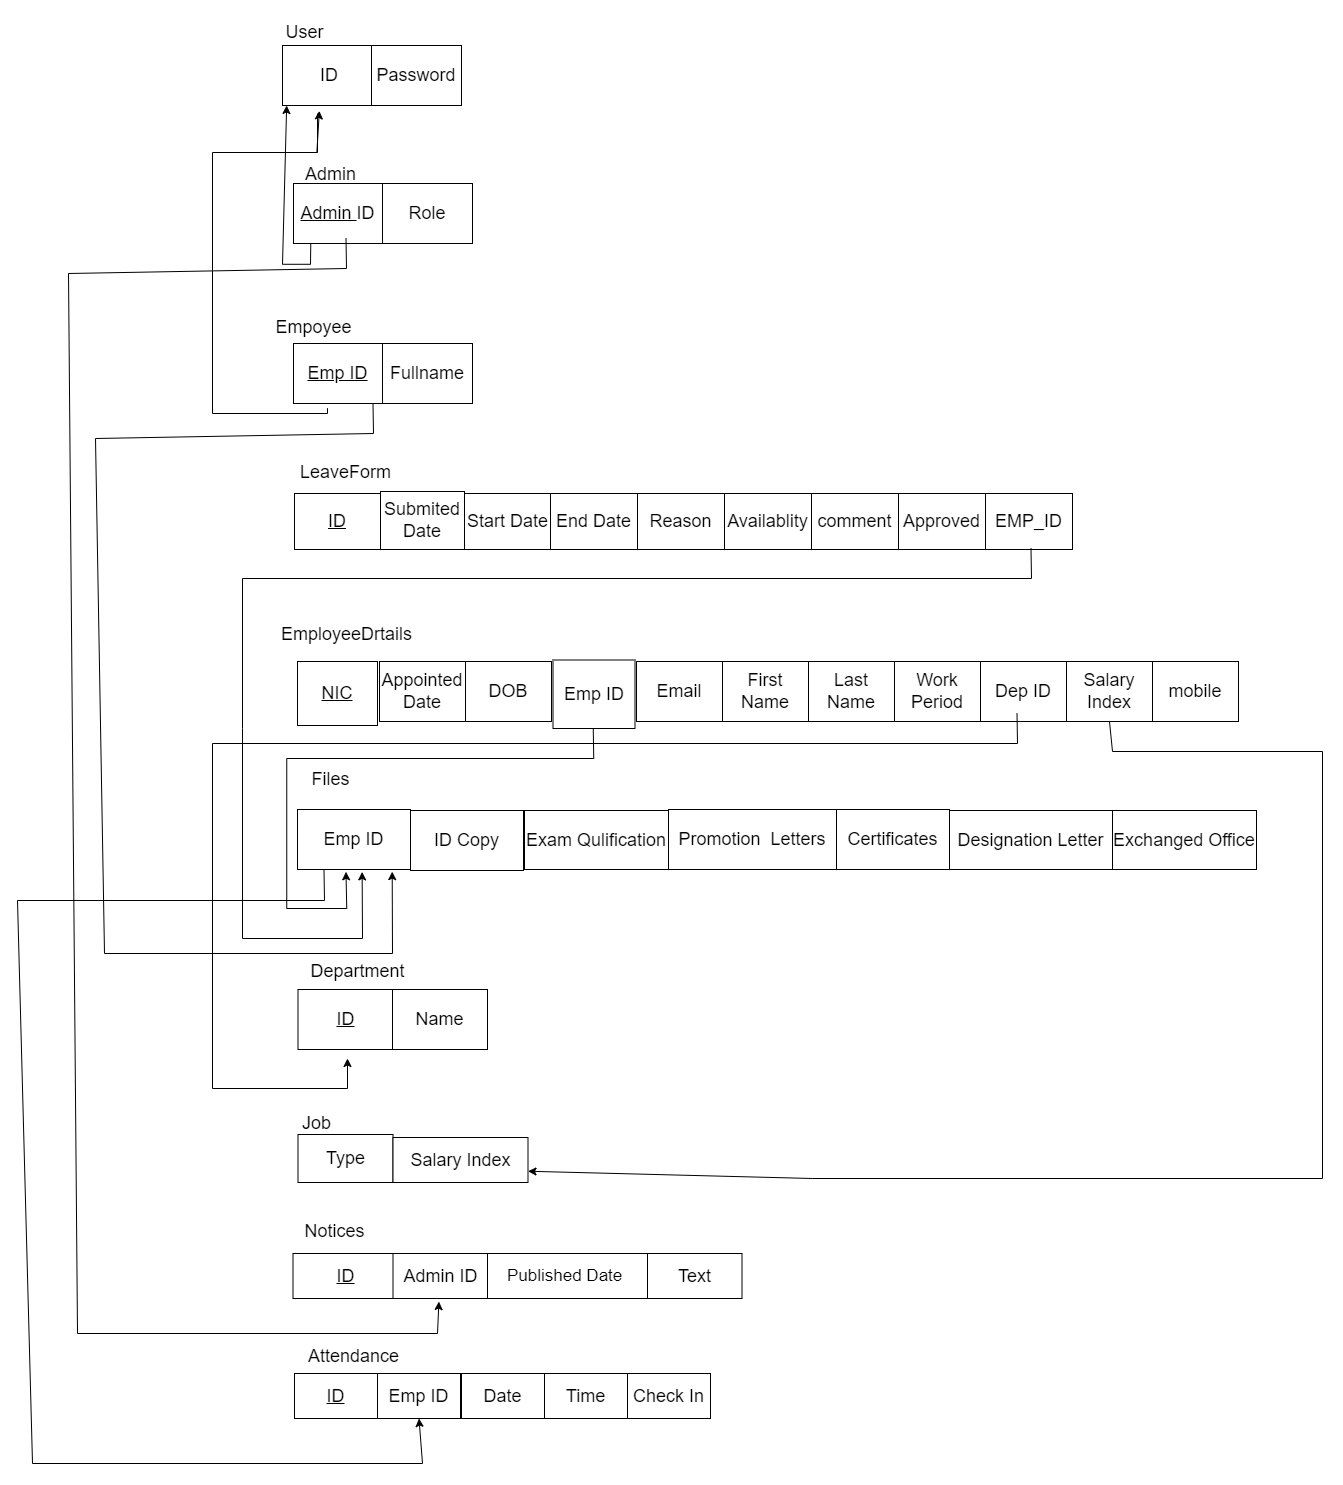 User
ID
Password
Admin
Admin ID
Role
Empoyee
Emp ID
Fullname
LeaveForm
ID
Submited
Date
Start Date
End Date
Reason
Availablity
comment
Approved
EMP_ID
EmployeeDrtails
NIC
Appointed
Date
DOB
Emp ID
Email
First
Name
Last
Name
Work
Period
Dep ID
Salary
Index
mobile
Files
Emp ID
ID Copy
Exam Qulification
Promotion Letters
Certificates
Designation Letter
Exchanged Office
Department
ID
Name
Job
Type
Salary Index
Notices
ID
Admin ID
Published Date
Text
Attendance
ID
Emp ID
Date
Time
Check In